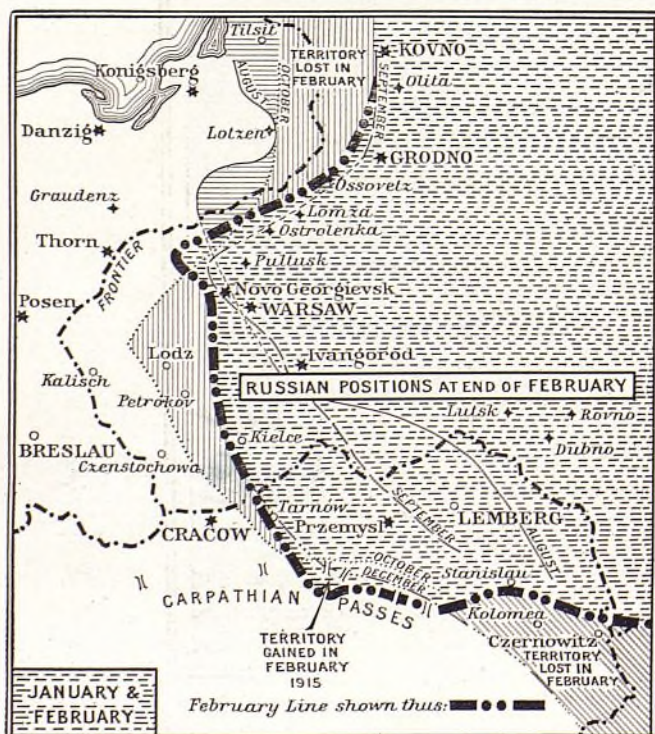 Tilsit
TERRITORY
LOST IN
FEBRUARY
KOVNO
Konigsberg
AUGUST
OCTOBER
SEPTEMBER
Olita
Danzig
Lotzen
GRODNO
Ossovetz
Graudenz
Lomza
Ostrolenka
Thorn
Pultusk
FRONTIER
Novo Georgievsk
WARSAW
Posen
Lodz
Ivangorod
Kalisch
RUSSIAN POSITIONS AT END OF FEBRUARY
Petrokov
Lutsk
Rovno
BRESLAU
Kielce
Dubno
Czenstochowa
Tarnow
SEPTEMBER
LEMBERG
CRACOW
Przemysl
AUGUST
OCTOBER
DECEMBER
Stanislau
CARPATHIAN PASSES
Kolomea
TERRITORY
GAINED IN
FEBRUARY
1915
Czernowitz
TERRITORY
LOST IN
FEBRUARY
JANUARY &
FEBRUARY
February Line shown thus: